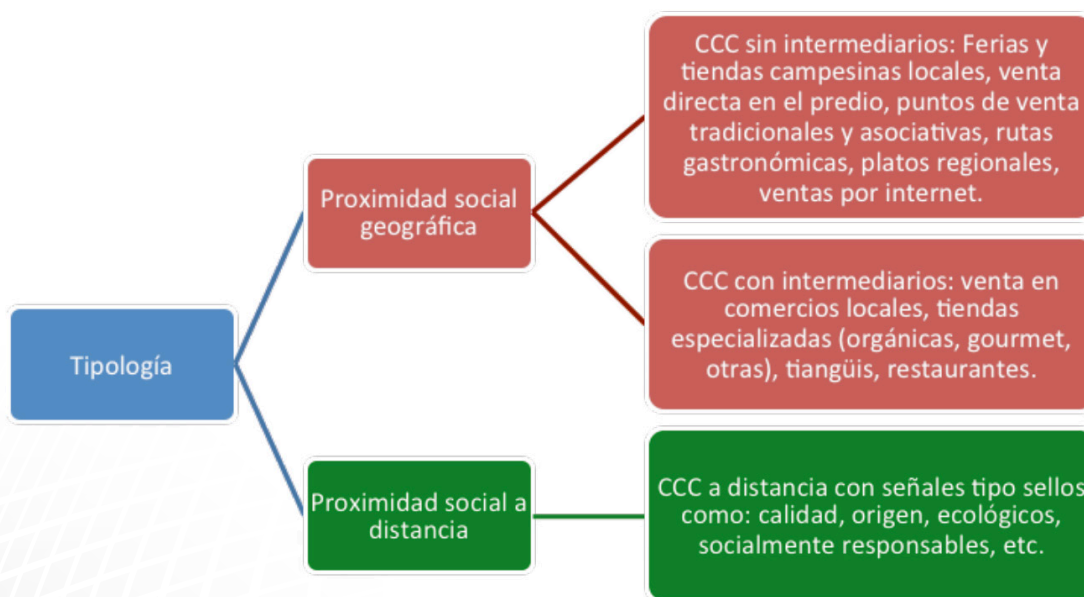 CCC sin intermediarios: Ferias y
tiendas campesinas locales, venta
directa en el predio, puntos de venta
tradicionales y asociativas, rutas
gastronómicas, platos regionales,
ventas por internet.
Proximidad social
geográfica
CCC con intermediarios: venta en
comercios locales, tiendas
especializadas (orgánicas, gourmet,
otras), tiangüis, restaurantes.
Tipología
Proximidad social a
distancia
CCC a distancia con señales tipo sellos
como: calidad, origen, ecológicos,
socialmente responsables, etc.